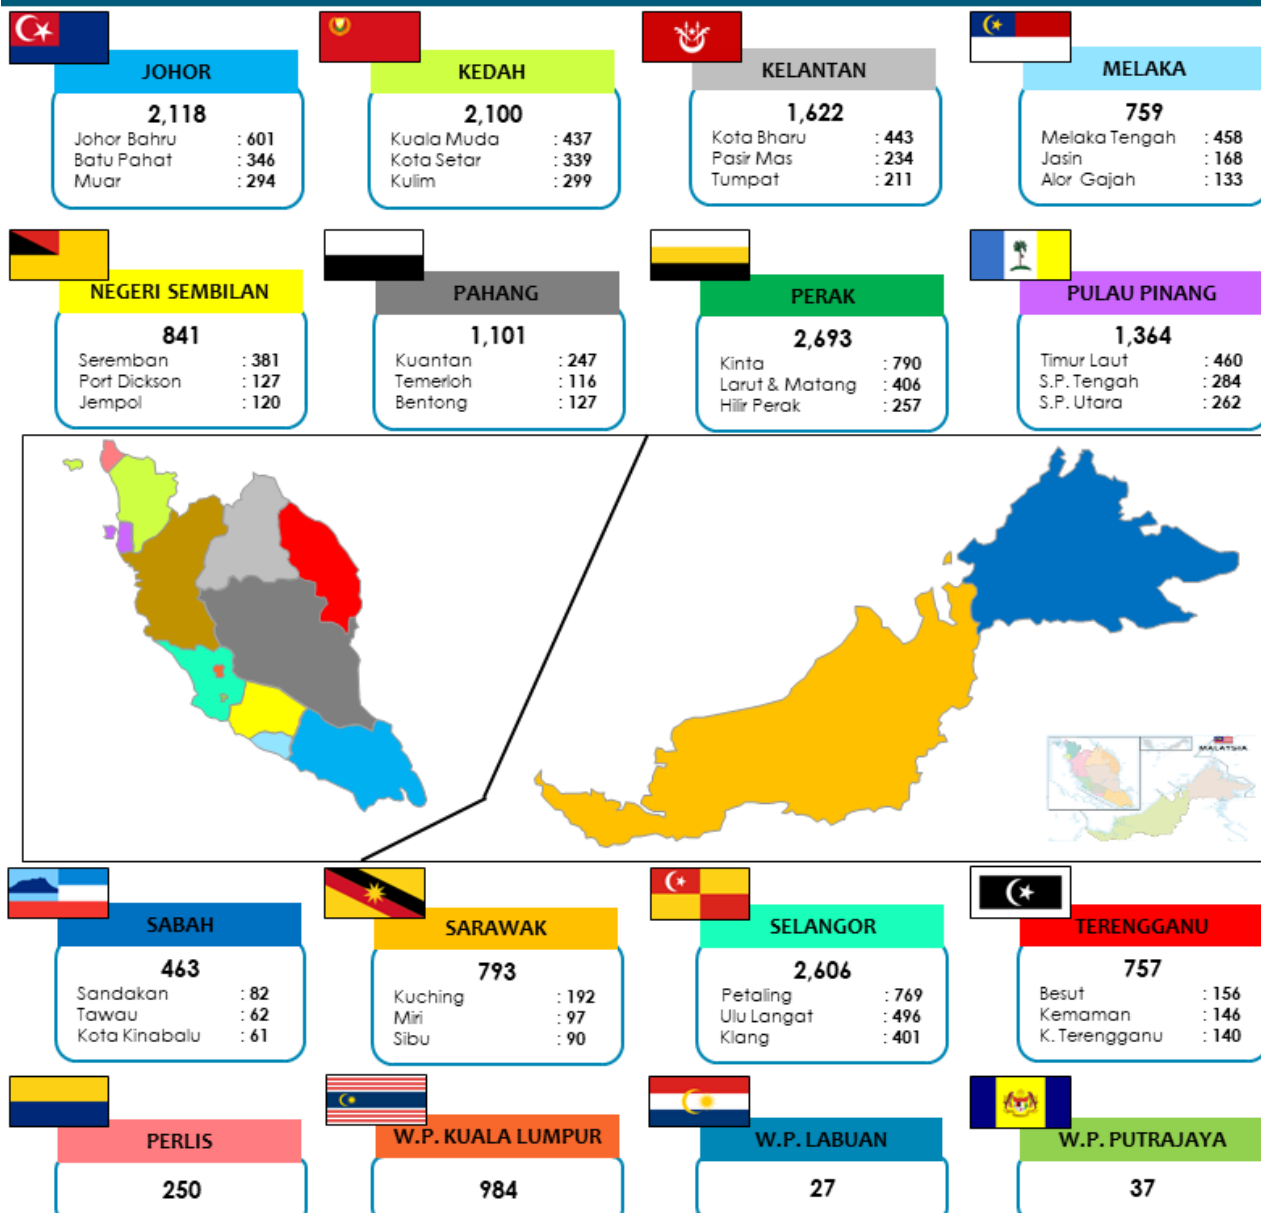 JOHOR
2,118
Johor Bahru : 601
Batu Pahat : 346
Muar : 294
KEDAH
2,100
Kuala Muda : 437
Kota Setar : 339
Kulim : 299
KELANTAN
1,622
Kota Bharu : 443
Pasir Mas : 234
Tumpat : 211
MELAKA
759
Melaka Tengah : 458
Jasin : 168
Alor Gajah : 133
NEGERI SEMBILAN
841
Seremban : 381
Port Dickson : 127
Jempol : 120
PAHANG
1,101
Kuantan : 247
Temerloh : 116
Bentong : 127
PERAK
2,693
Kinta : 790
Larut & Matang : 406
Hilir Perak : 257
PULAU PINANG
1,364
Timur Laut : 460
S.P. Tengah : 284
S.P. Utara : 262
MALAYSIA
SABAH
463
Sandakan : 82
Tawau : 62
Kota Kinabalu : 61
SARAWAK
793
Kuching : 192
Miri : 97
Sibu : 90
SELANGOR
2,606
Petaling : 769
Ulu Langat : 496
Klang : 401
TERENGGANU
757
Besut : 156
Kemaman : 146
K. Terengganu : 140
PERLIS
250
W.P. KUALA LUMPUR
984
W.P. LABUAN
27
W.P. PUTRAJAYA
37